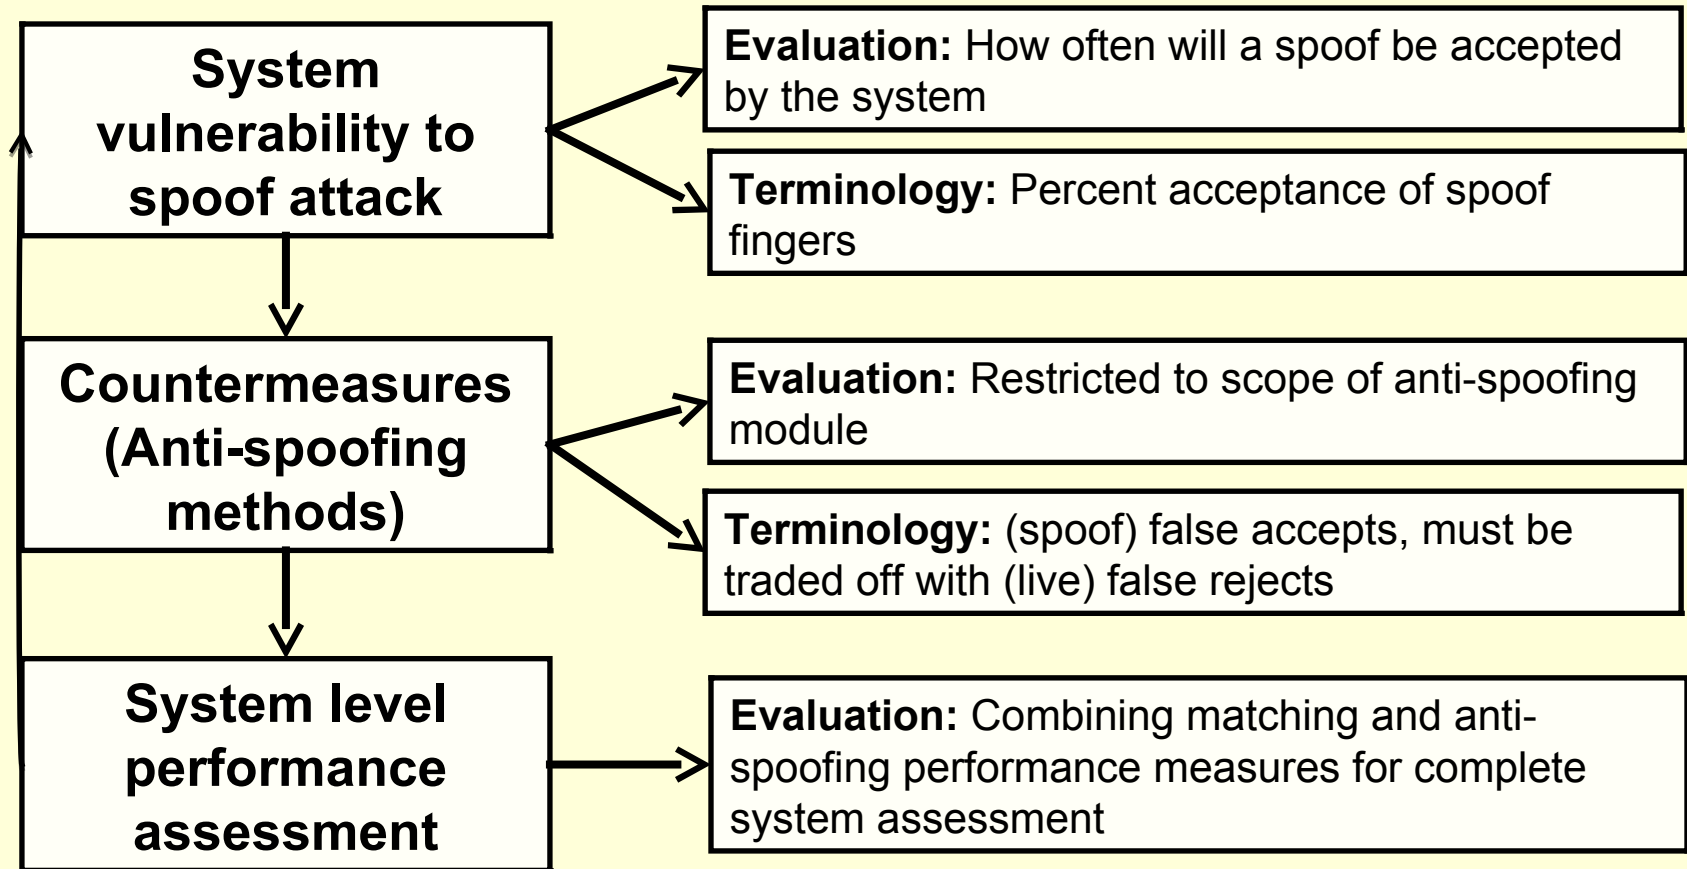 System
vulnerability to
spoof attack
Evaluation: How often will a spoof be accepted
by the system
Terminology: Percent acceptance of spoof
fingers
Countermeasures
(Anti-spoofing
methods)
Evaluation: Restricted to scope of anti-spoofing
module
Terminology: (spoof) false accepts, must be
traded off with (live) false rejects
System level
performance
assessment
Evaluation: Combining matching and anti-
spoofing performance measures for complete
system assessment